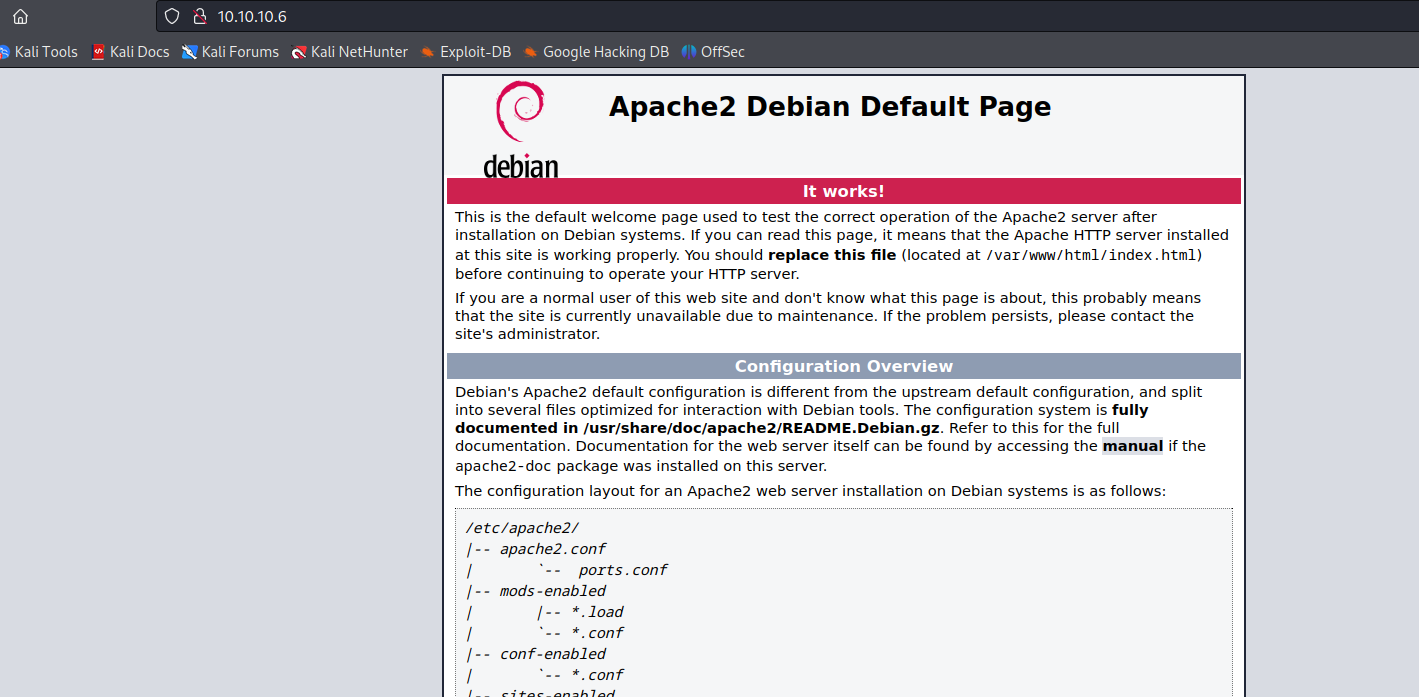 10.10.10.6
Kali Tools Kali Docs Kali Forums Kali NetHunter Exploit-DB Google Hacking DB OffSec
debian
Apache2 Debian Default Page
It works!
This is the default welcome page used to test the correct operation of the Apache2 server after
installation on Debian systems. If you can read this page, it means that the Apache HTTP server installed
at this site is working properly. You should replace this file (located at /var/www/html/index.html)
before continuing to operate your HTTP server.
If you are a normal user of this web site and don't know what this page is about, this probably means
that the site is currently unavailable due to maintenance. If the problem persists, please contact the
site's administrator.
Configuration Overview
Debian's Apache2 default configuration is different from the upstream default configuration, and split
into several files optimized for interaction with Debian tools. The configuration system is fully
documented in /usr/share/doc/apache2/README.Debian.gz. Refer to this for the full
documentation. Documentation for the web server itself can be found by accessing the manual if the
apache2-doc package was installed on this server.
The configuration layout for an Apache2 web server installation on Debian systems is as follows:
/etc/apache2/
|-- apache2.conf
|       `--  ports.conf
|-- mods-enabled
|       |-- *.load
|       `-- *.conf
|-- conf-enabled
|       `-- *.conf
|-- sites-enabled